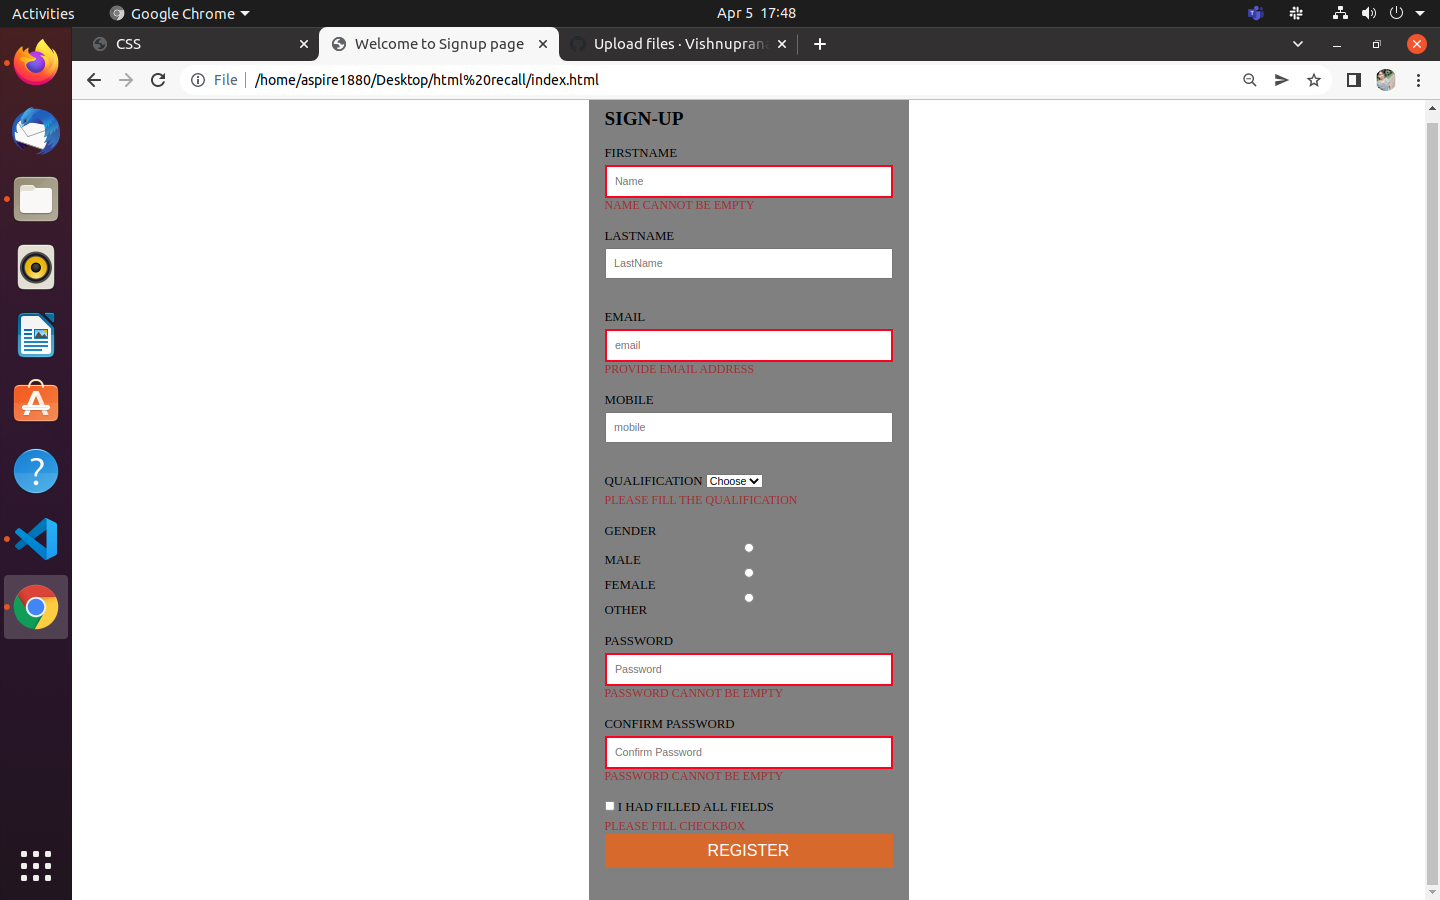 Activities
Google Chrome
Apr 5 17:48
CSS
Welcome to Signup page
Upload files · Vishnupran
File
/home/aspire1880/Desktop/html%20recall/index.html
SIGN-UP
FIRSTNAME
Name
NAME CANNOT BE EMPTY
LASTNAME
LastName
EMAIL
email
PROVIDE EMAIL ADDRESS
MOBILE
mobile
QUALIFICATION Choose
PLEASE FILL THE QUALIFICATION
GENDER
MALE
FEMALE
OTHER
PASSWORD
Password
PASSWORD CANNOT BE EMPTY
CONFIRM PASSWORD
Confirm Password
PASSWORD CANNOT BE EMPTY
I HAD FILLED ALL FIELDS
PLEASE FILL CHECKBOX
REGISTER